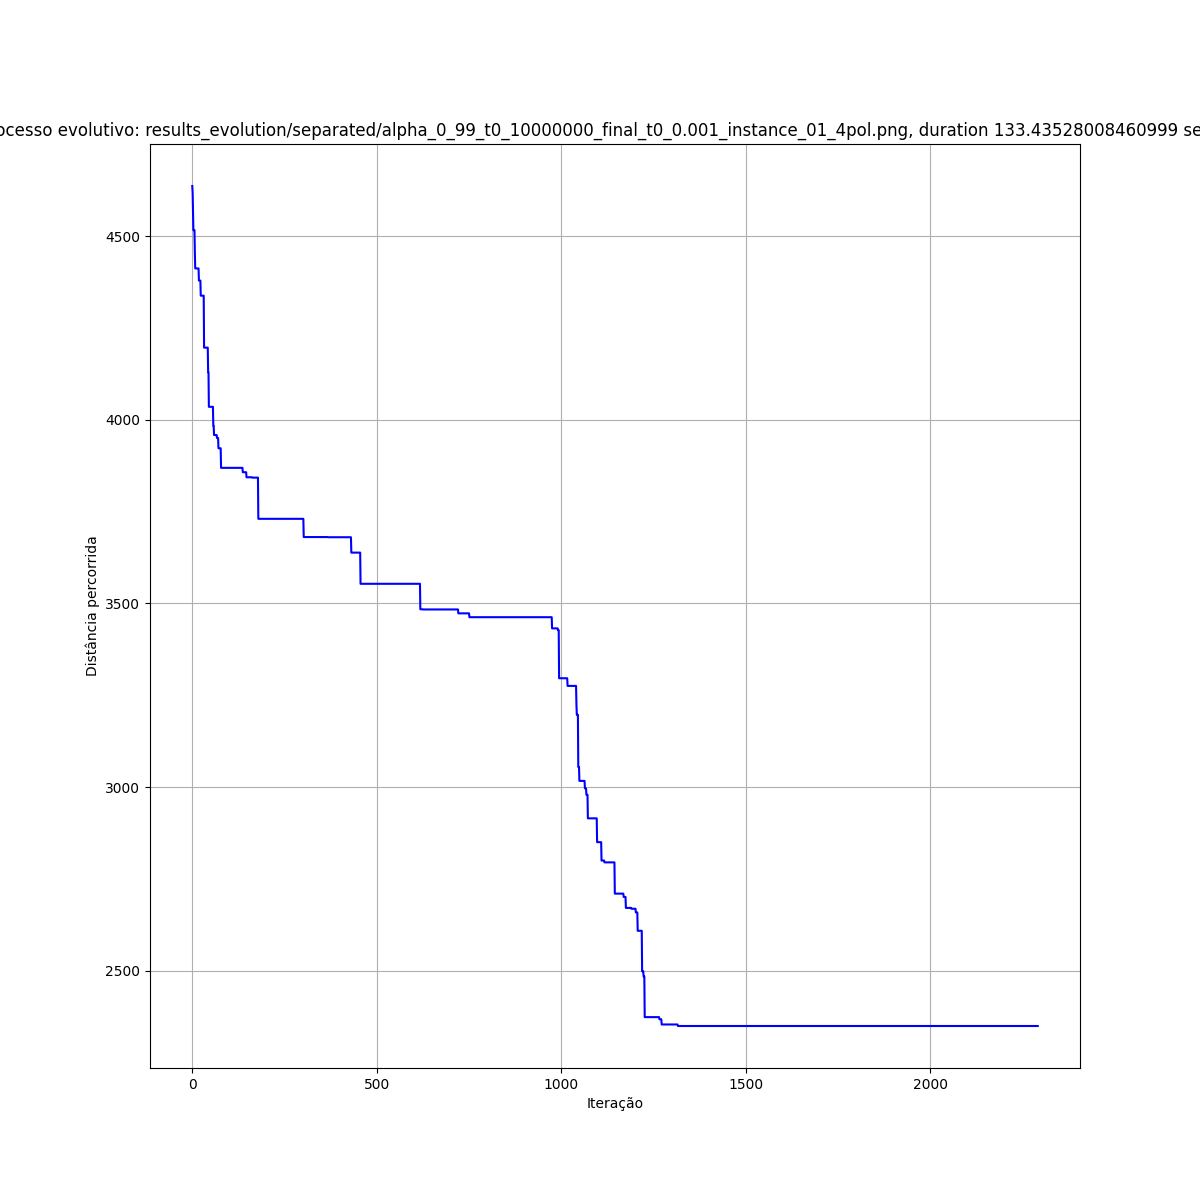 ocesso evolutivo: results_evolution/separated/alpha_0_99_t0_10000000_final_t0_0.001_instance_01_4pol.png, duration 133.43528008460999 se
4500
4000
3500
3000
2500
Distância percorrida
0 500 1000 1500 2000
Iteração